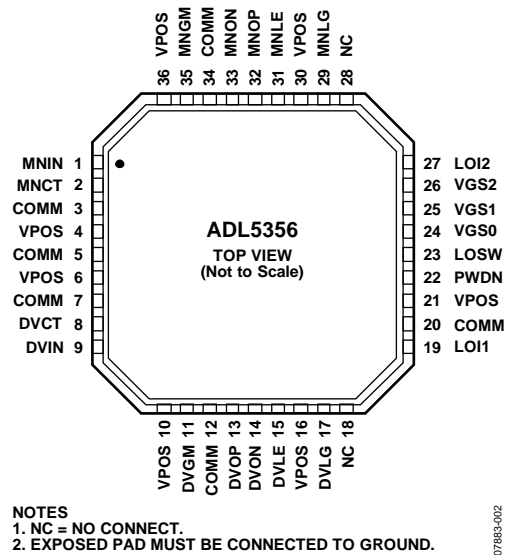 36 VPOS
35 MNGM
34 COMM
33 MNON
32 MNOP
31 MNLE
30 VPOS
29 MNLG
28 NC
MNIN 1
MNCT 2
COMM 3
VPOS 4
COMM 5
VPOS 6
COMM 7
DVCT 8
DVIN 9
ADL5356
TOP VIEW
(Not to Scale)
27 LOI2
26 VGS2
25 VGS1
24 VGS0
23 LOSW
22 PWDN
21 VPOS
20 COMM
19 LOI1
VPOS 10
DVGM 11
COMM 12
DVOP 13
DVON 14
DVLE 15
VPOS 16
DVLG 17
NC 18
NOTES
1. NC = NO CONNECT.
2. EXPOSED PAD MUST BE CONNECTED TO GROUND.
07883-002